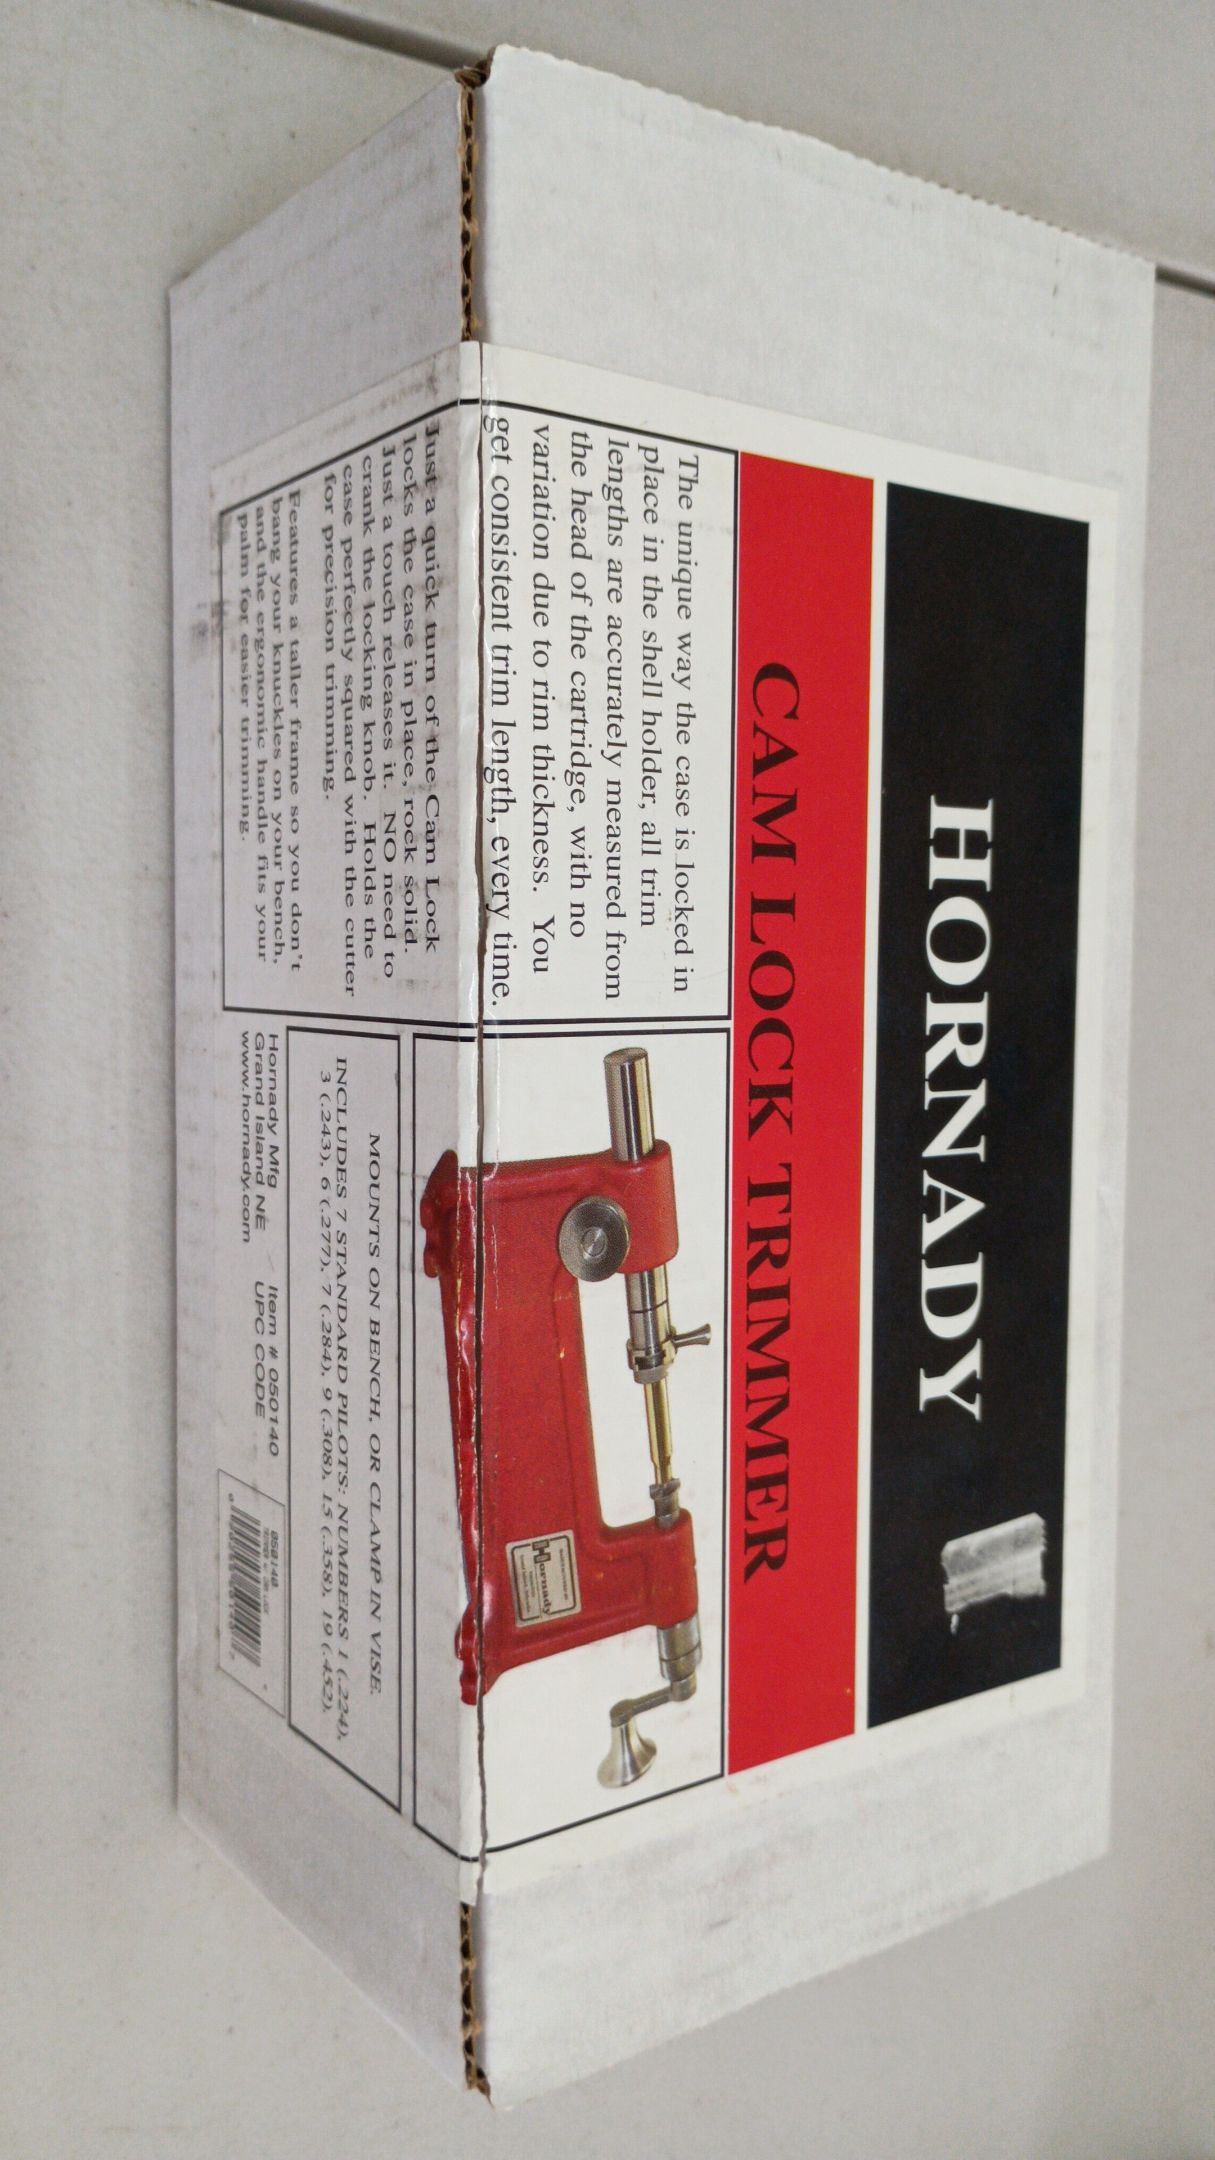 HORNADY
CAM LOCK TRIMMER
The unique way the case is locked in
place in the shell holder, all trim
lengths are accurately measured from
the head of the cartridge, with no
variation due to rim thickness. You
get consistent trim length, every time.
Just a quick turn of the Cam Lock
locks the case in place, rock solid.
Just a touch releases it. NO need to
crank the locking knob. Holds the
case perfectly squared with the cutter
for precision trimming.
Features a taller frame so you don't
bang your knuckles on your bench,
and the ergonomic handle fits your
palm for easier trimming.
Hornady
MOUNTS ON BENCH, OR CLAMP IN VISE.
INCLUDES 7 STANDARD PILOTS: NUMBERS 1 (.224),
3 (.243), 6 (.277), 7 (.284), 9 (.308), 15 (.358), 19 (.452).
Hornady Mfg
Grand Island NE
www.hornady.com
Item # 050140
UPC CODE
050140